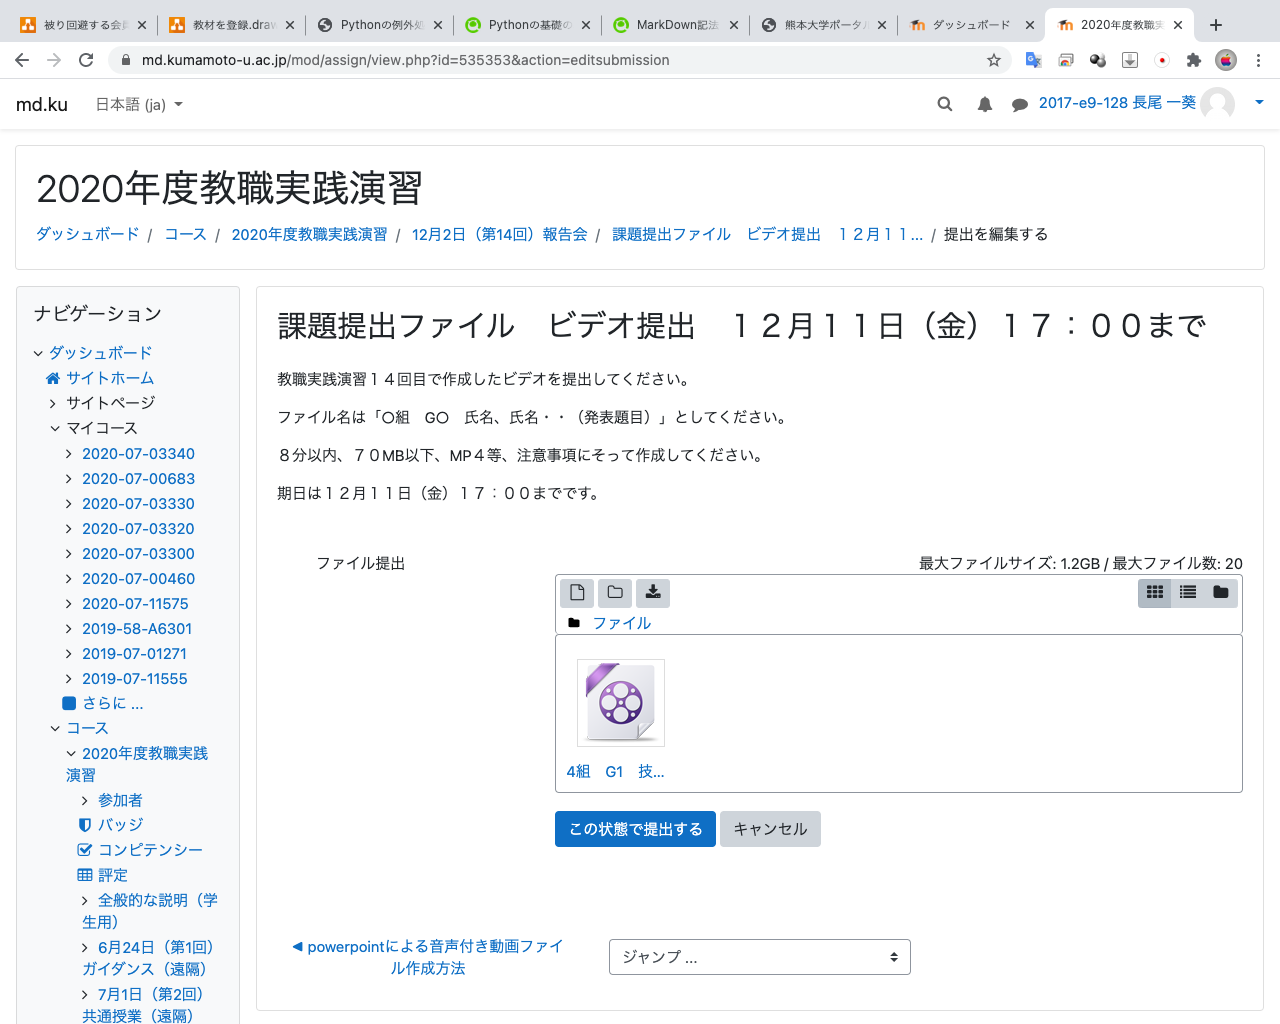 被り回避する会員
教材を登録.draw
Pythonの例外処
Pythonの基礎の
MarkDown記法
熊本大学ポータル
ダッシュボード
2020年度教職実
md.kumamoto-u.ac.jp/mod/assign/view.php?id=535353&action=editsubmission
md.ku
日本語 (ja)
2017-e9-128 長尾 一葵
2020年度教職実践演習
ダッシュボード / コース / 2020年度教職実践演習 / 12月2日（第14回）報告会 / 課題提出ファイル　ビデオ提出　１２月１１... / 提出を編集する
ナビゲーション
ダッシュボード
サイトホーム
サイトページ
マイコース
2020-07-03340
2020-07-00683
2020-07-03330
2020-07-03320
2020-07-03300
2020-07-00460
2020-07-11575
2019-58-A6301
2019-07-01271
2019-07-11555
さらに ...
コース
2020年度教職実践
演習
参加者
バッジ
コンピテンシー
評定
全般的な説明（学
生用）
6月24日（第1回）
ガイダンス（遠隔）
7月1日（第2回）
共通授業（遠隔）
課題提出ファイル　ビデオ提出　１２月１１日（金）１７：００まで
教職実践演習１４回目で作成したビデオを提出してください。
ファイル名は「○組　G○　氏名、氏名・・（発表題目）」としてください。
８分以内、７０MB以下、MP４等、注意事項にそって作成してください。
期日は１２月１１日（金）１７：００までです。
ファイル提出
最大ファイルサイズ: 1.2GB / 最大ファイル数: 20
ファイル
4組　G1　技...
この状態で提出する
キャンセル
◀ powerpointによる音声付き動画ファイ
ル作成方法
ジャンプ ...